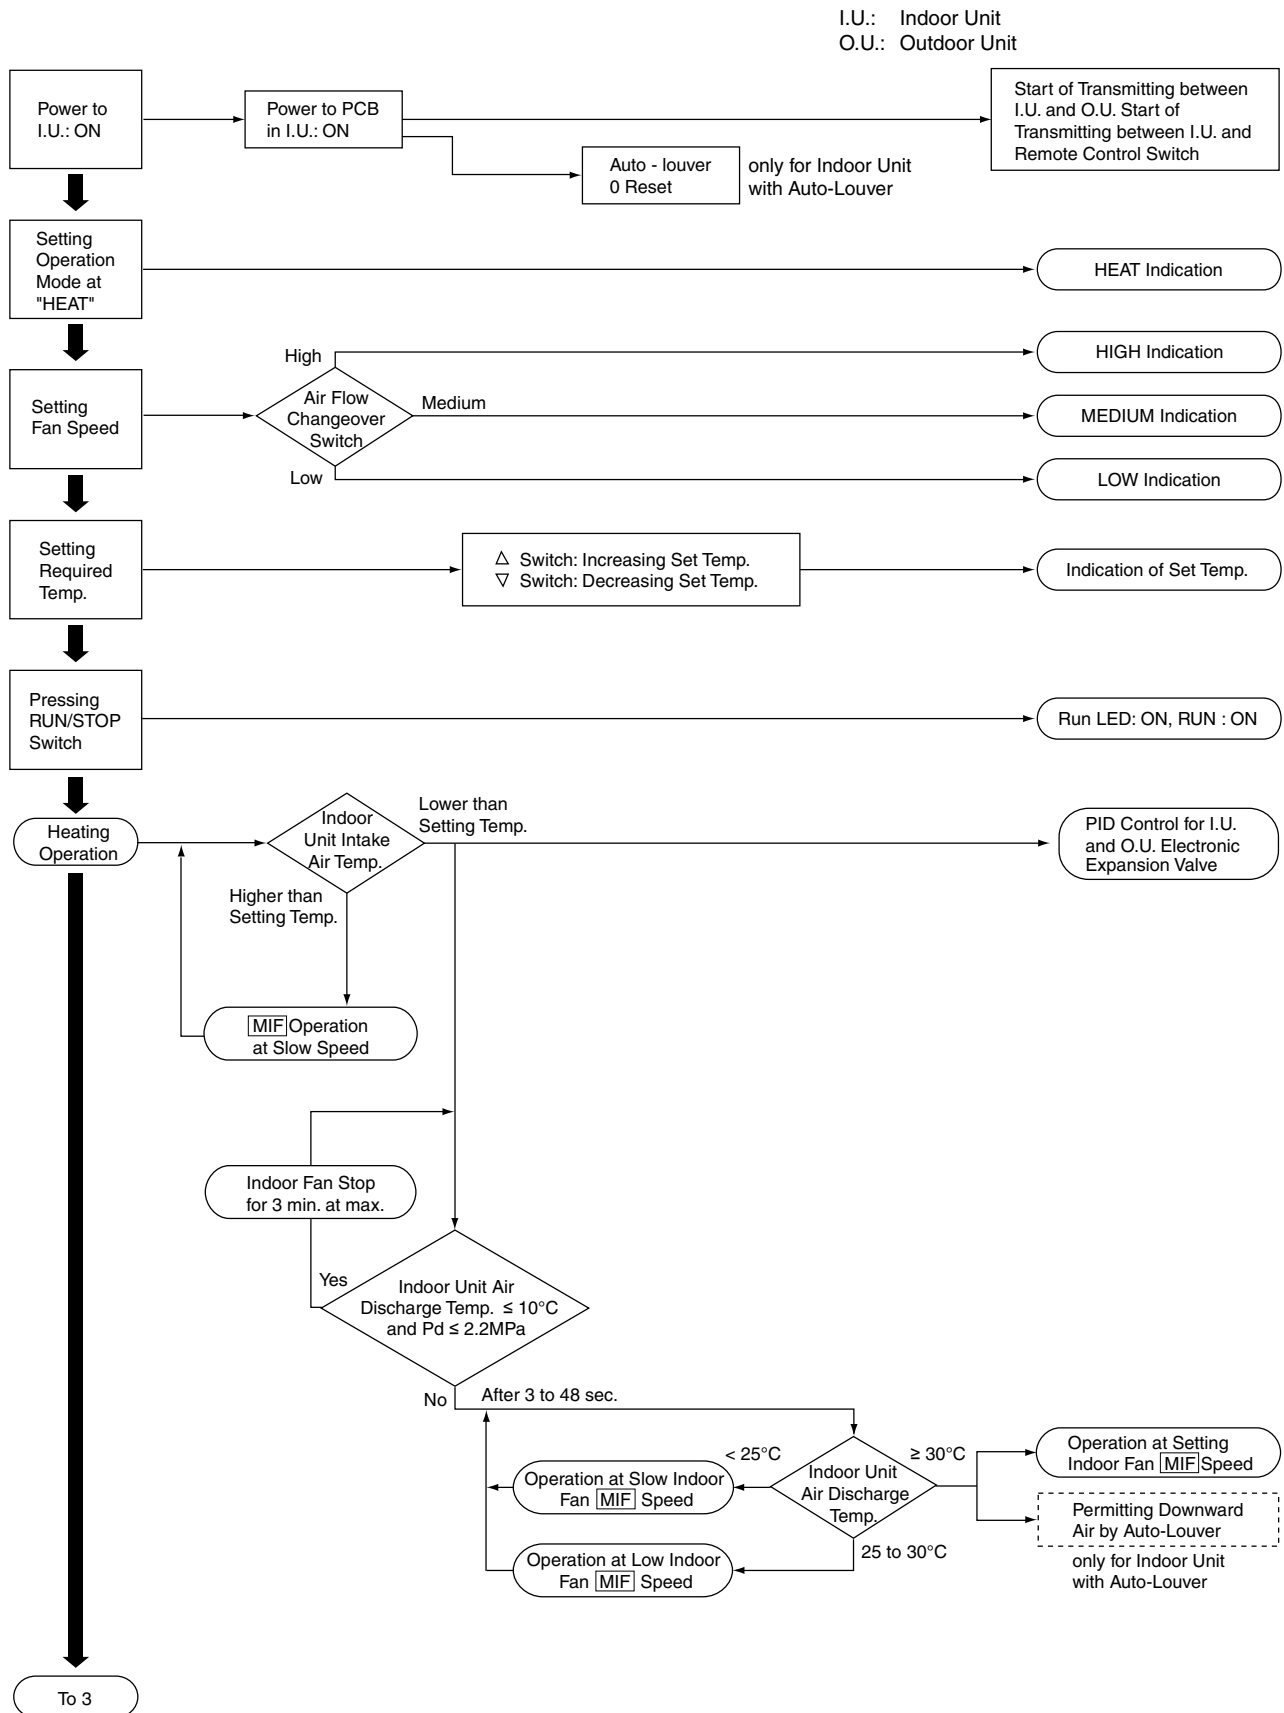 I.U.: Indoor Unit
O.U.: Outdoor Unit
Power to
I.U.: ON
Power to PCB
in I.U.: ON
Start of Transmitting between
I.U. and O.U. Start of
Transmitting between I.U. and
Remote Control Switch
Auto - louver
0 Reset
only for Indoor Unit
with Auto-Louver
Setting
Operation
Mode at
"HEAT"
HEAT Indication
Setting
Fan Speed
High
Air Flow
Changeover
Switch
Medium
Low
HIGH Indication
MEDIUM Indication
LOW Indication
Setting
Required
Temp.
△ Switch: Increasing Set Temp.
▽ Switch: Decreasing Set Temp.
Indication of Set Temp.
Pressing
RUN/STOP
Switch
Run LED: ON, RUN : ON
Heating
Operation
Indoor
Unit Intake
Air Temp.
Lower than
Setting Temp.
PID Control for I.U.
and O.U. Electronic
Expansion Valve
Higher than
Setting Temp.
MIF Operation
at Slow Speed
Indoor Fan Stop
for 3 min. at max.
Yes
Indoor Unit Air
Discharge Temp. ≤ 10°C
and Pd ≤ 2.2MPa
No
After 3 to 48 sec.
< 25°C
Indoor Unit
Air Discharge
Temp.
≥ 30°C
25 to 30°C
Operation at Slow Indoor
Fan MIF Speed
Operation at Low Indoor
Fan MIF Speed
Operation at Setting
Indoor Fan MIF Speed
Permitting Downward
Air by Auto-Louver
only for Indoor Unit
with Auto-Louver
To 3